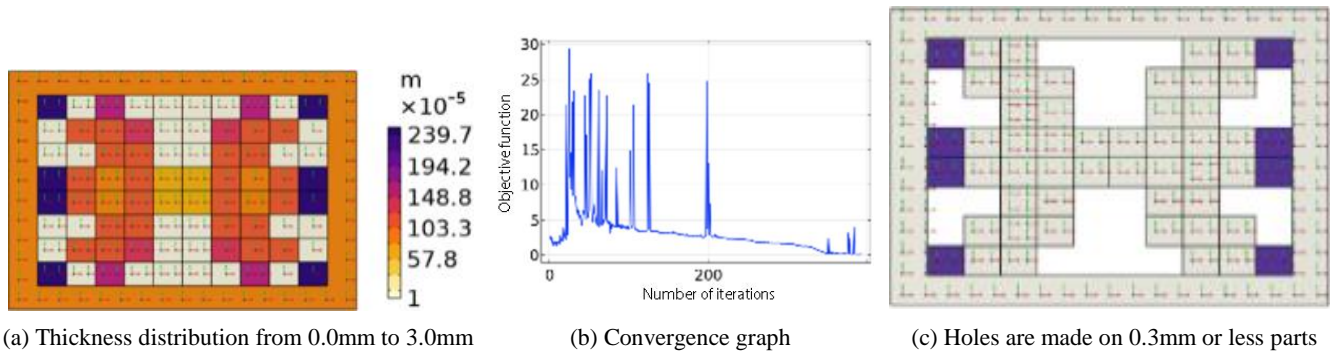 m
×10⁻⁵
239.7
194.2
148.8
103.3
57.8
1
30
25
20
15
10
5
0
0
200
Objective function
Number of iterrations
(a) Thickness distribution from 0.0mm to 3.0mm
(b) Convergence graph
(c) Holes are made on 0.3mm or less parts